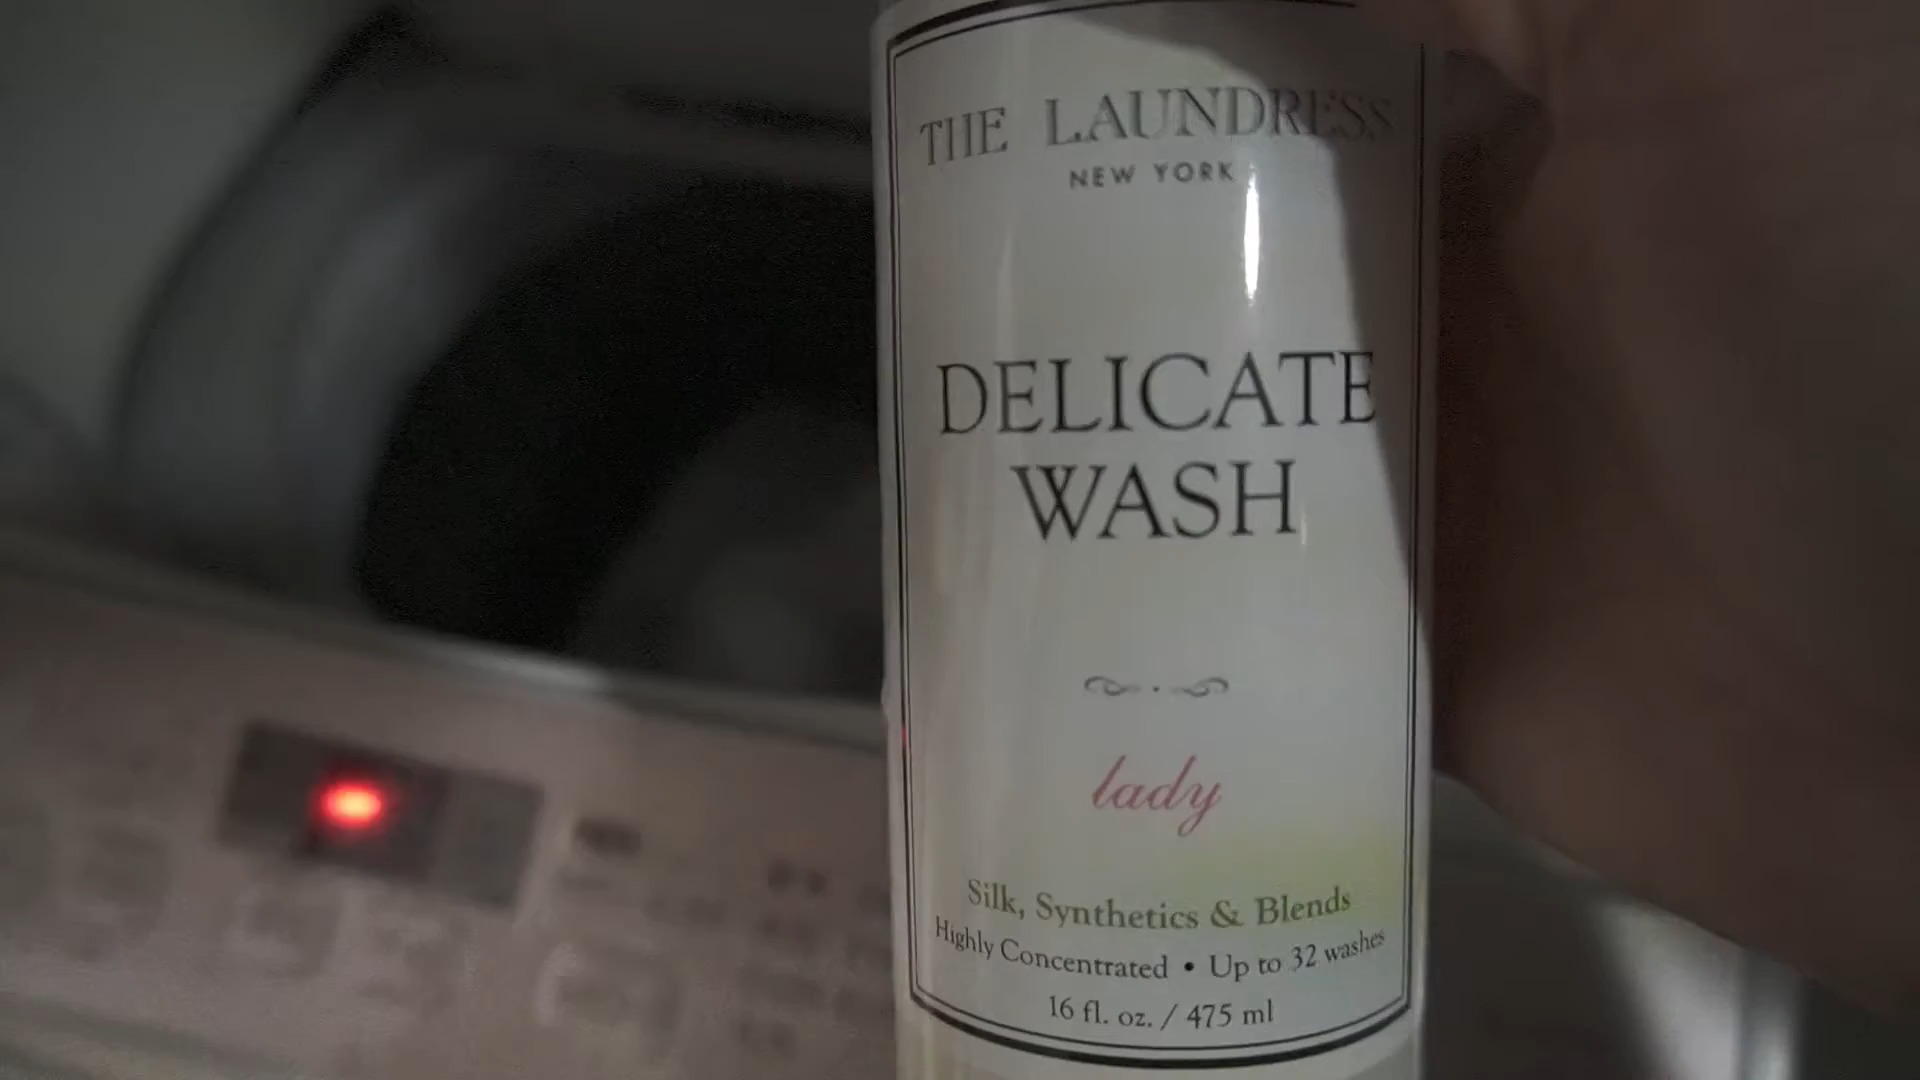 THE LAUNDRESS
NEW YORK
DELICATE
WASH
lady
Silk, Synthetics & Blends
Highly Concentrated • Up to 32 washes
16 fl. oz. / 475 ml